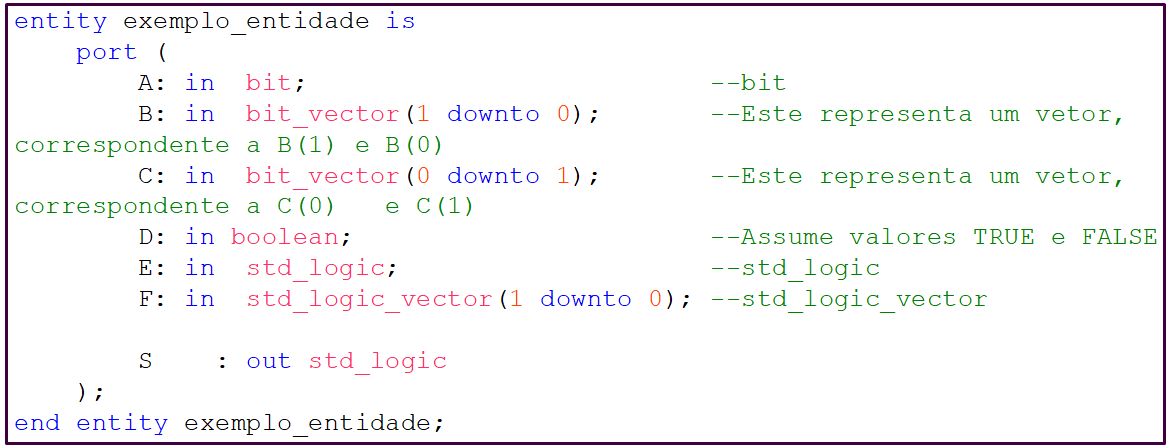 entity exemplo_entidade is
    port (
        A: in  bit;                          --bit
        B: in  bit_vector(1 downto 0);       --Este representa um vetor,
correspondente a B(1) e B(0)
        C: in  bit_vector(0 downto 1);       --Este representa um vetor,
correspondente a C(0)   e C(1)
        D: in boolean;                       --Assume valores TRUE e FALSE
        E: in  std_logic;                    --std_logic
        F: in  std_logic_vector(1 downto 0); --std_logic_vector

        S    : out std_logic
    );
end entity exemplo_entidade;